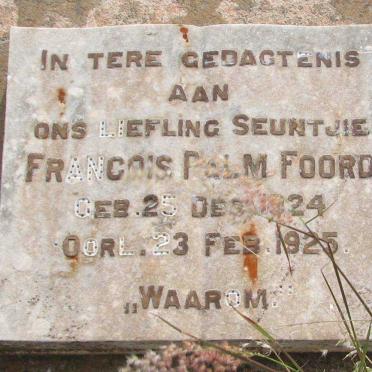 IN TERE GEDAGTENIS
AAN
ONS LIEFLING SEUNTJIE
FRANCOIS PALM FOORD
GEB. 25 DES. 1924
OORL. 23 FEB. 1925.
„WAAROM."